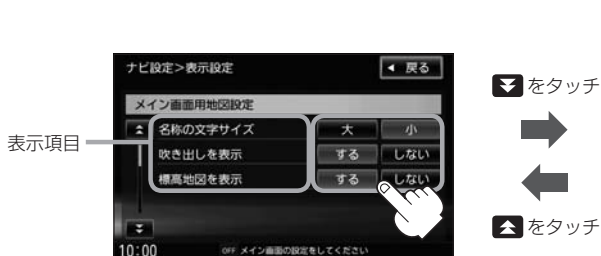 ナビ設定＞表示設定
◀ 戻る
メイン画面用地図設定
名称の文字サイズ 大 小
吹き出しを表示 する しない
標高地図を表示 する しない
10:00 OFF メイン画面の設定をしてください
表示項目
をタッチ
をタッチ